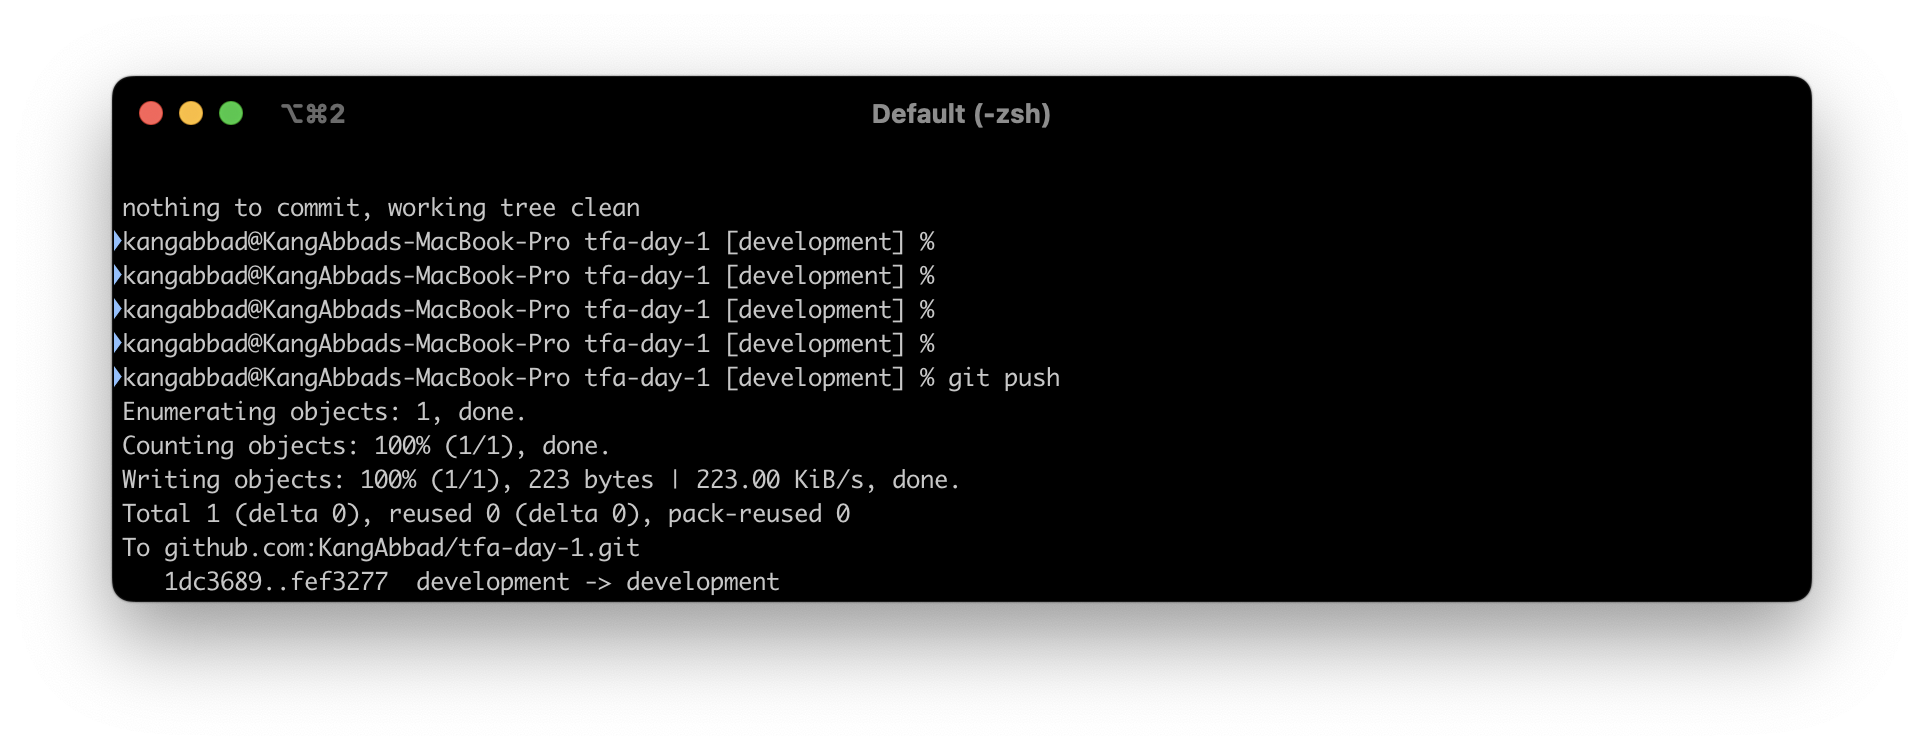 ⌥⌘2 Default (-zsh)
nothing to commit, working tree clean
kangabbad@KangAbbads-MacBook-Pro tfa-day-1 [development] %
kangabbad@KangAbbads-MacBook-Pro tfa-day-1 [development] %
kangabbad@KangAbbads-MacBook-Pro tfa-day-1 [development] %
kangabbad@KangAbbads-MacBook-Pro tfa-day-1 [development] %
kangabbad@KangAbbads-MacBook-Pro tfa-day-1 [development] % git push
Enumerating objects: 1, done.
Counting objects: 100% (1/1), done.
Writing objects: 100% (1/1), 223 bytes | 223.00 KiB/s, done.
Total 1 (delta 0), reused 0 (delta 0), pack-reused 0
To github.com:KangAbbad/tfa-day-1.git
   1dc3689..fef3277  development -> development